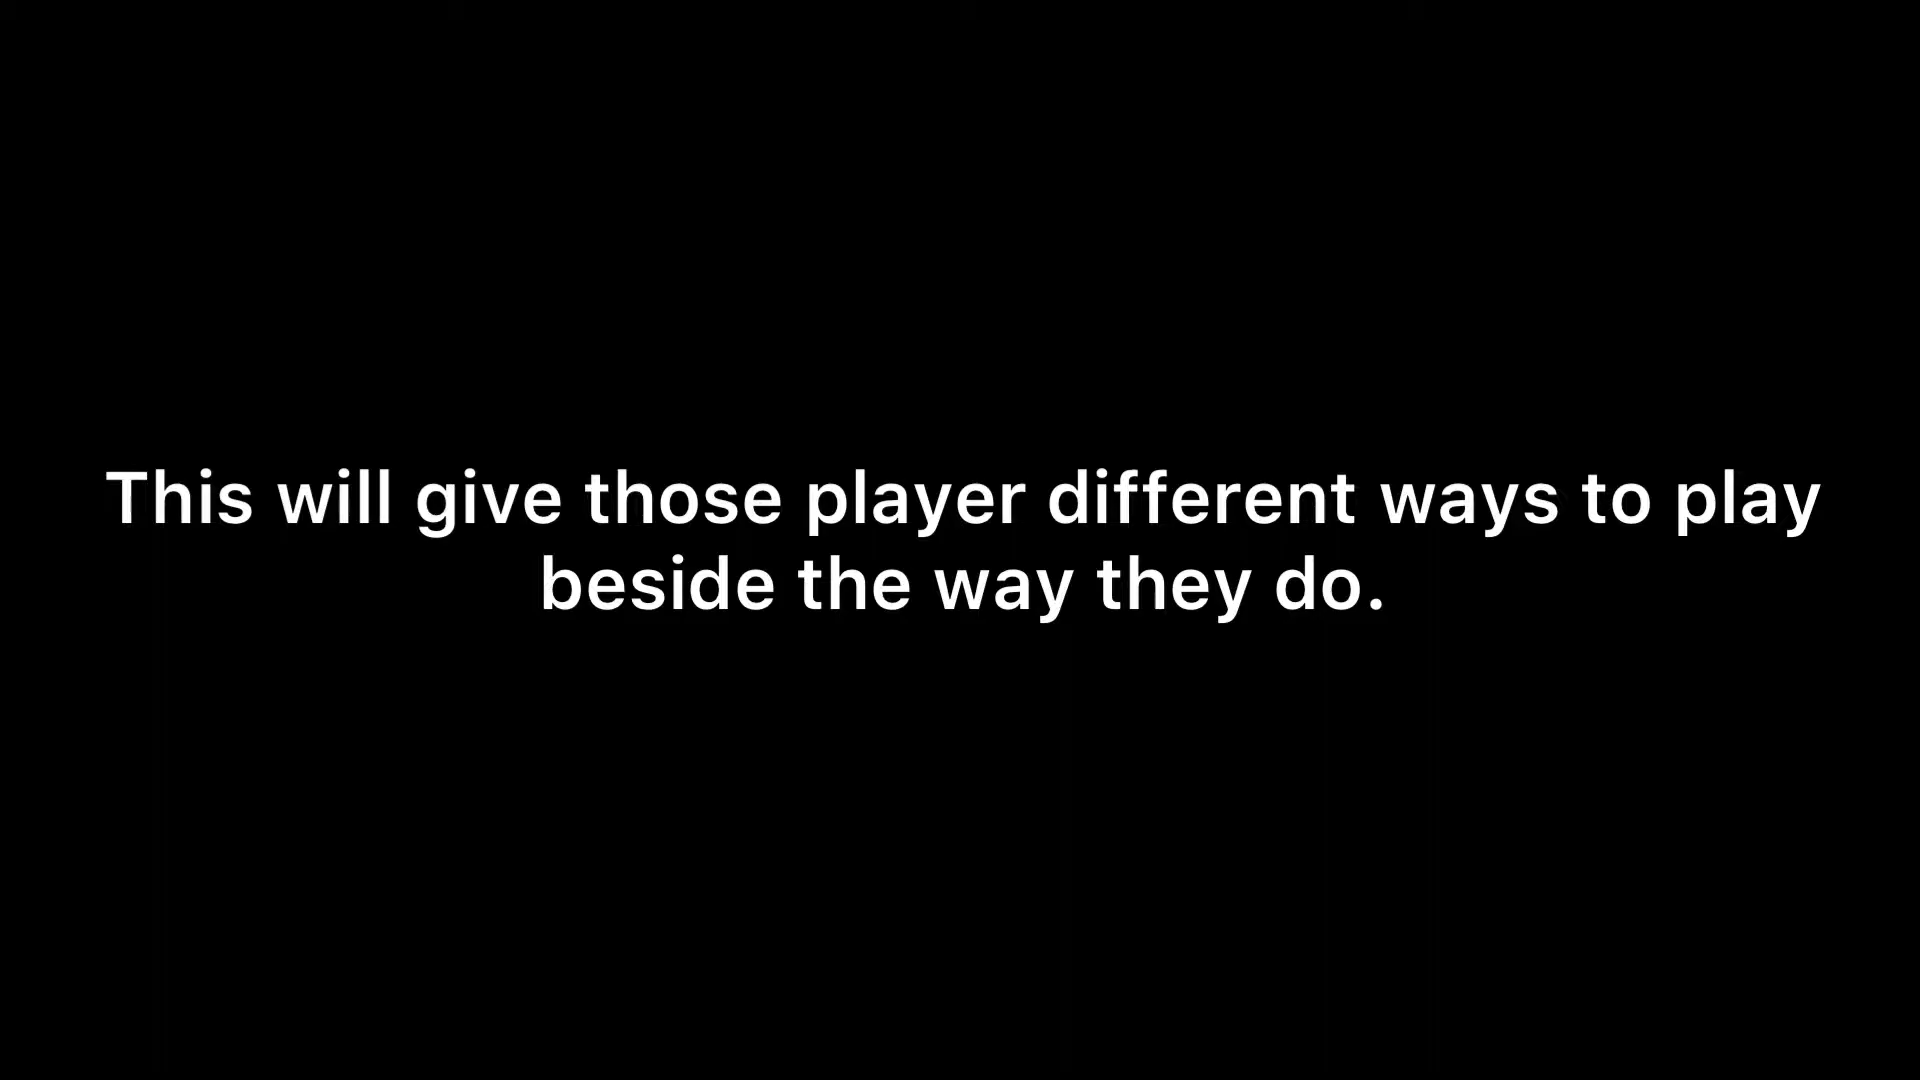 This will give those player different ways to play
beside the way they do.